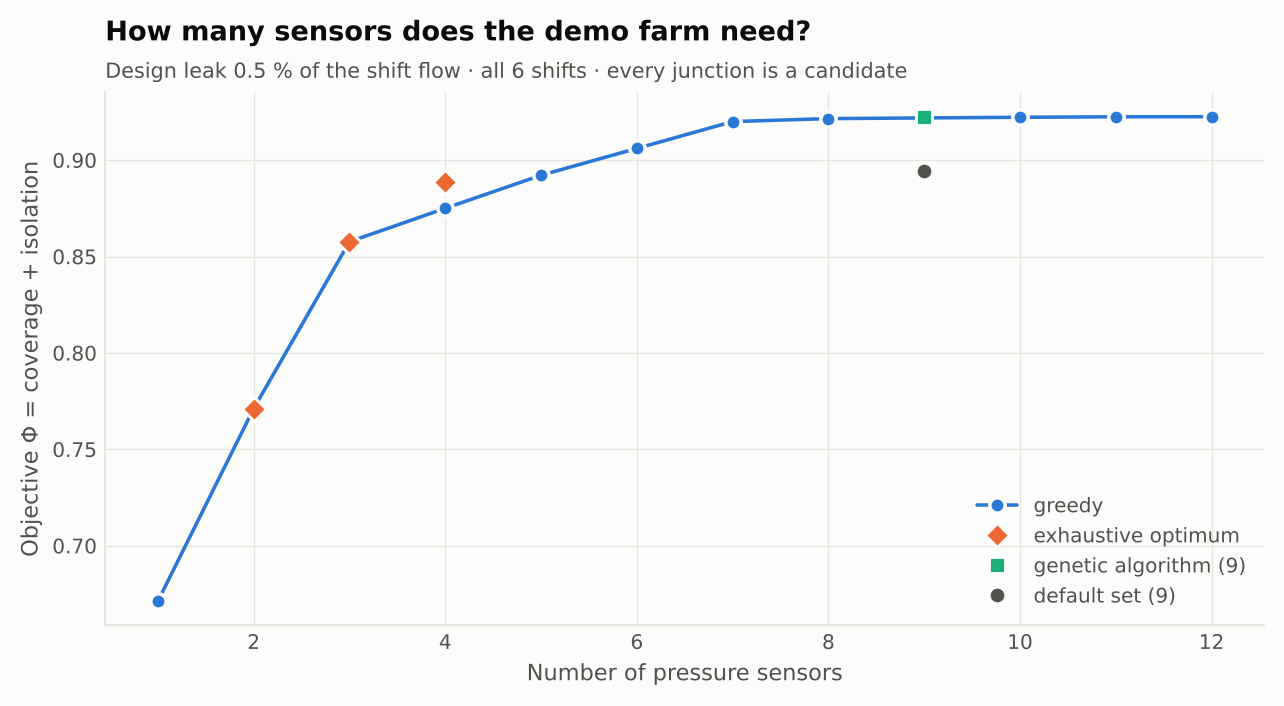 How many sensors does the demo farm need?
Design leak 0.5 % of the shift flow · all 6 shifts · every junction is a candidate
Objective Φ = coverage + isolation
0.90
0.85
0.80
0.75
0.70
2
4
6
8
10
12
Number of pressure sensors
greedy
exhaustive optimum
genetic algorithm (9)
default set (9)